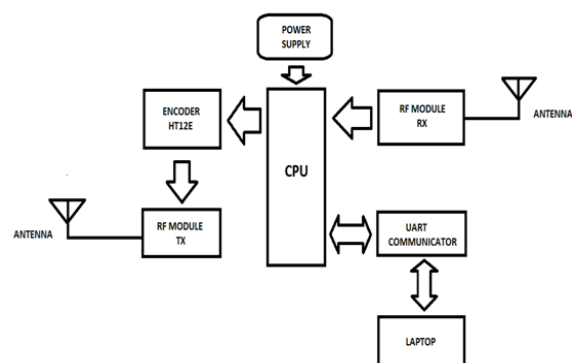 POWER
SUPPLY
ENCODER
HT12E
CPU
RF MODULE
RX
ANTENNA
ANTENNA
RF MODULE
TX
UART
COMMUNICATOR
LAPTOP